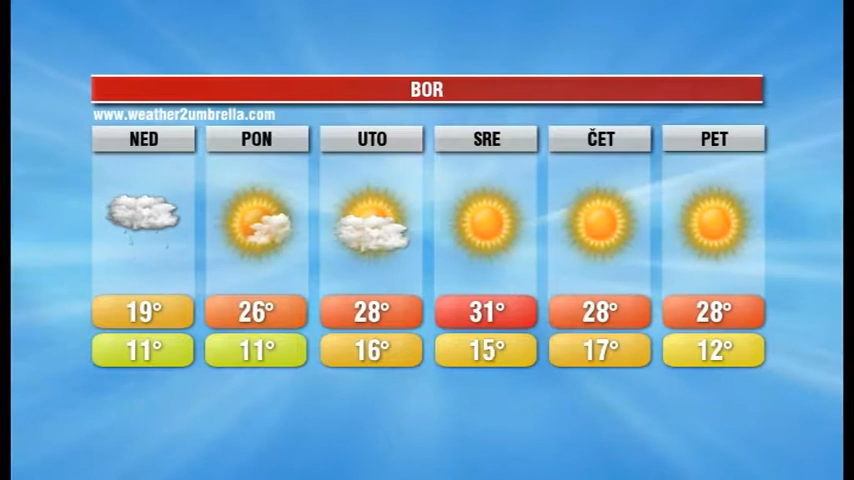 BOR
www.weather2umbrella.com
NED PON UTO SRE ČET PET
19° 26° 28° 31° 28° 28°
11° 11° 16° 15° 17° 12°